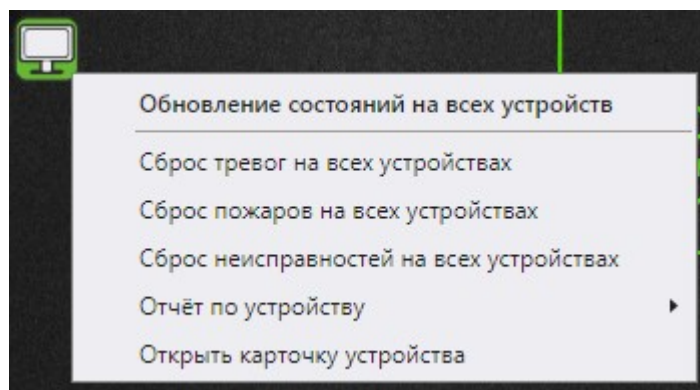 Обновление состояний на всех устройств
Сброс тревог на всех устройствах
Сброс пожаров на всех устройствах
Сброс неисправностей на всех устройствах
Отчёт по устройству
Открыть карточку устройства